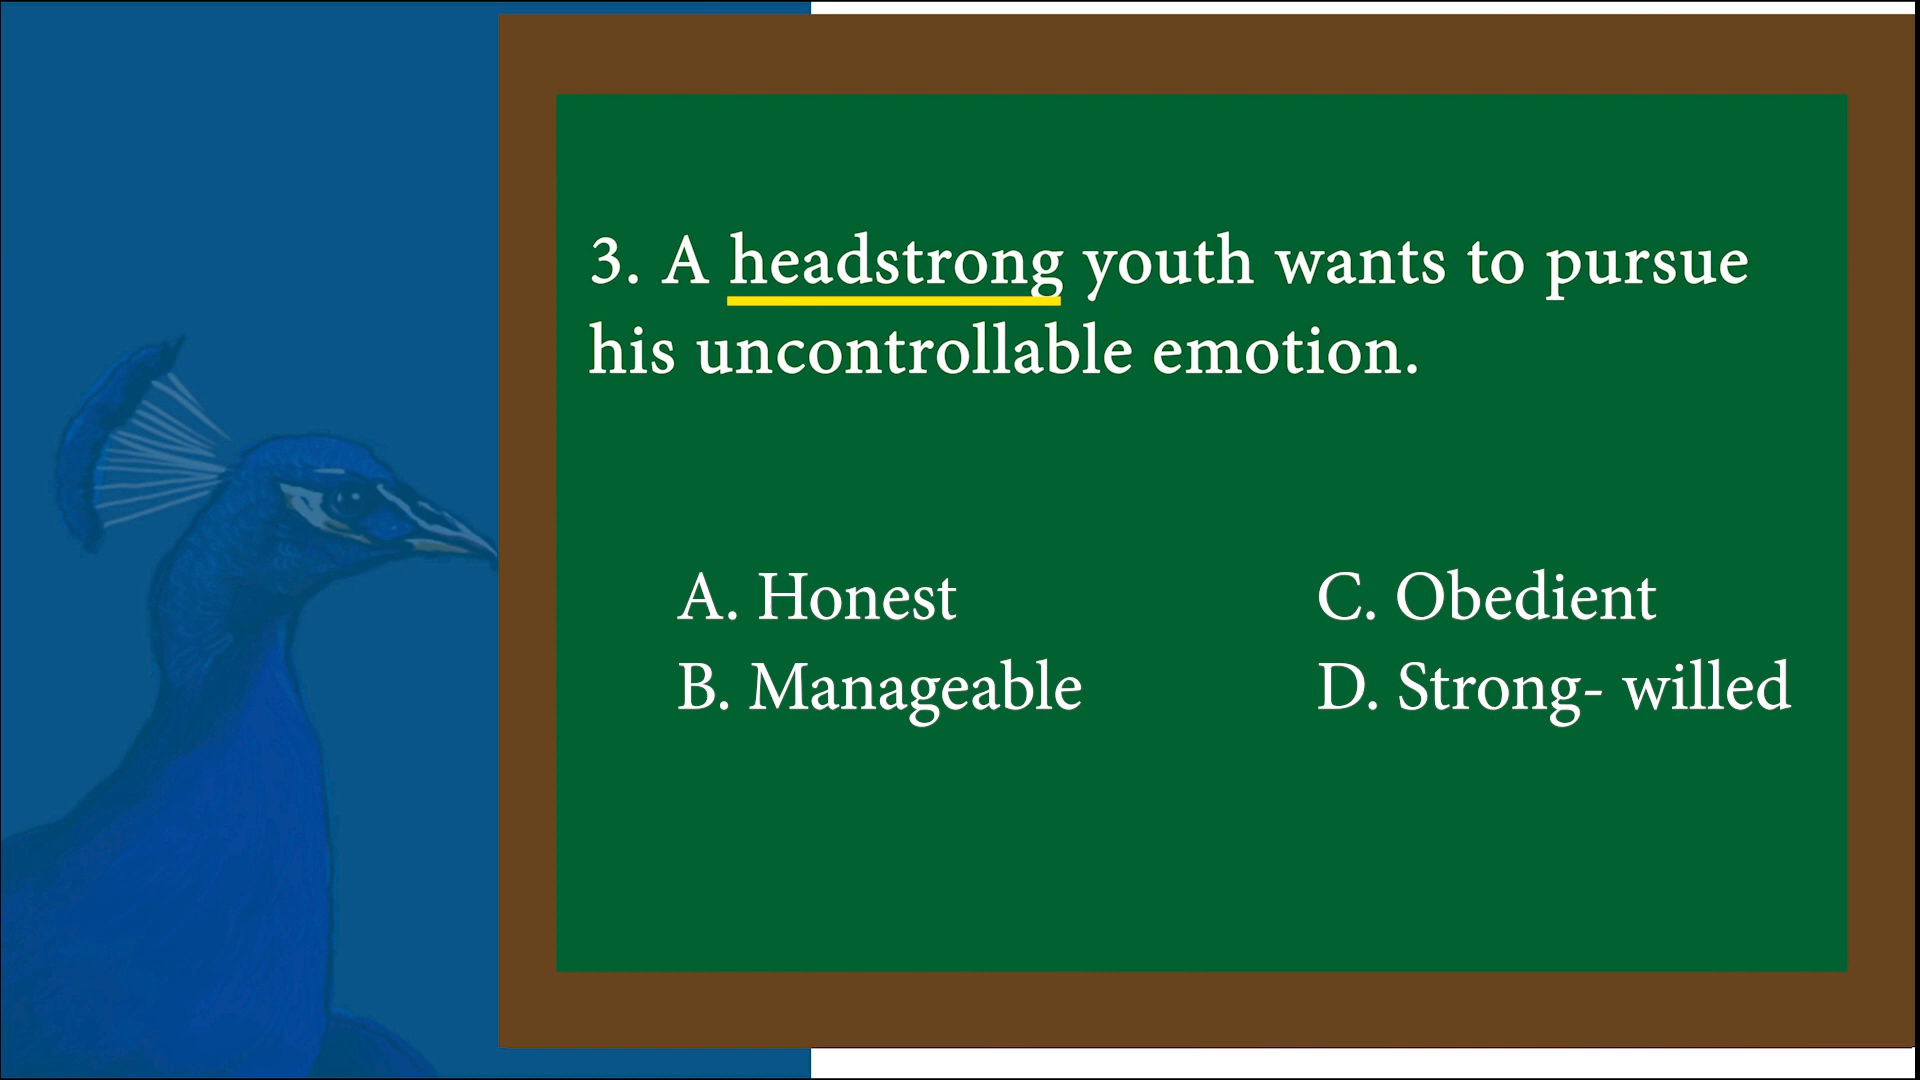 3. A headstrong youth wants to pursue
his uncontrollable emotion.
A. Honest
B. Manageable
C. Obedient
D. Strong- willed